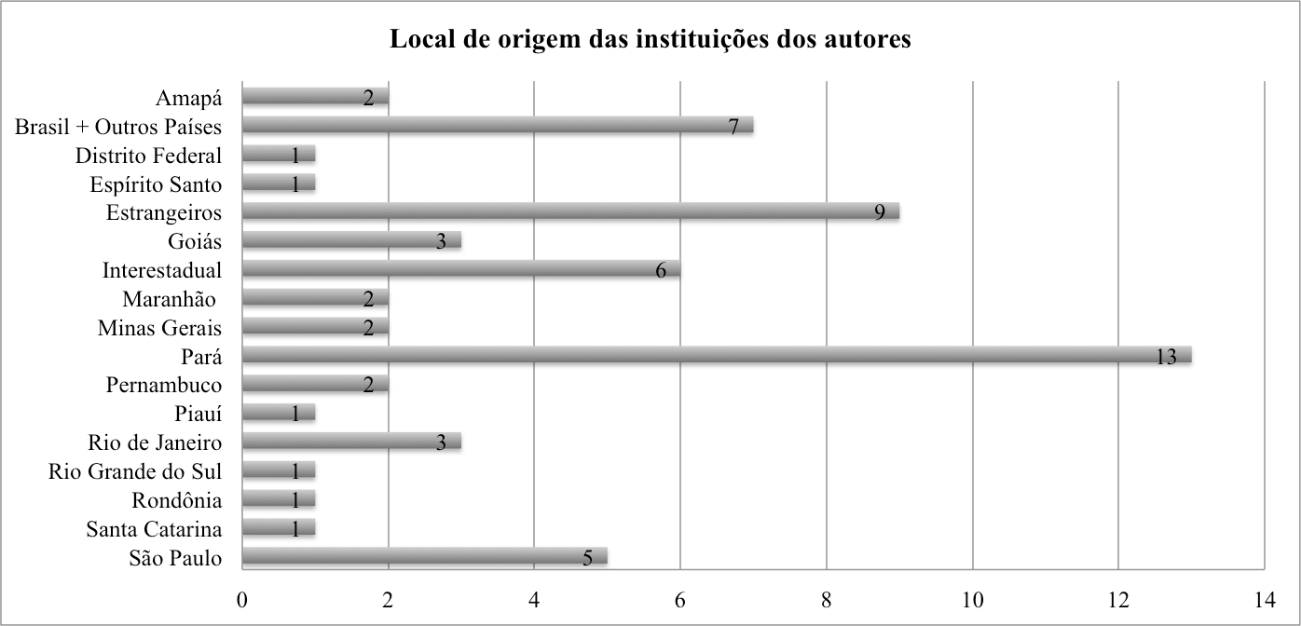 Local de origem das instituições dos autores
Amapá 2
Brasil + Outros Países 7
Distrito Federal 1
Espírito Santo 1
Estrangeiros 9
Goiás 3
Interestadual 6
Maranhão 2
Minas Gerais 2
Pará 13
Pernambuco 2
Piauí 1
Rio de Janeiro 3
Rio Grande do Sul 1
Rondônia 1
Santa Catarina 1
São Paulo 5
0 2 4 6 8 10 12 14